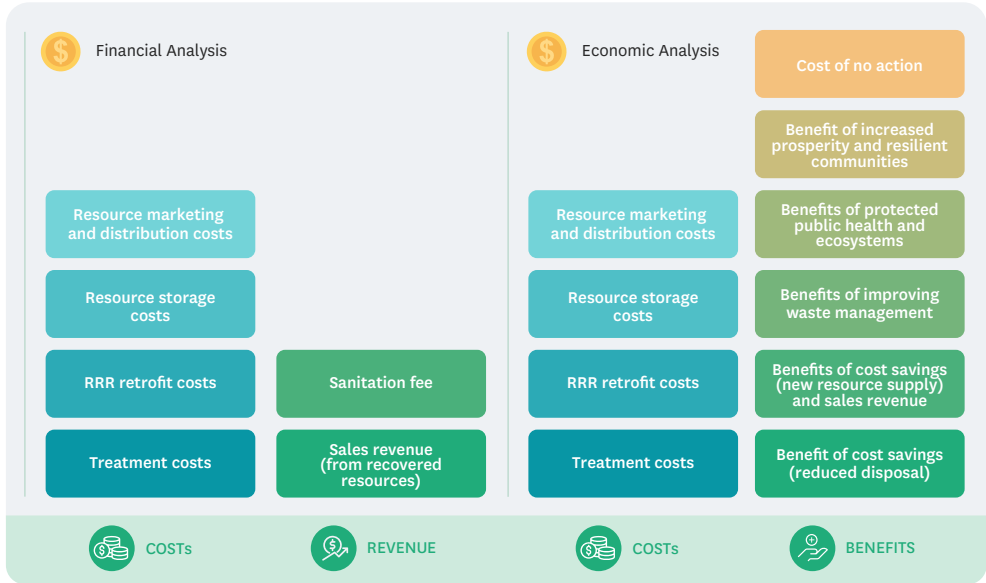 Financial Analysis
Resource marketing
and distribution costs
Resource storage
costs
RRR retrofit costs
Treatment costs
Sanitation fee
Sales revenue
(from recovered
resources)
COSTs
REVENUE
Economic Analysis
Resource marketing
and distribution costs
Resource storage
costs
RRR retrofit costs
Treatment costs
Cost of no action
Benefit of increased
prosperity and resilient
communities
Benefits of protected
public health and
ecosystems
Benefits of improving
waste management
Benefits of cost savings
(new resource supply)
and sales revenue
Benefit of cost savings
(reduced disposal)
COSTs
BENEFITS